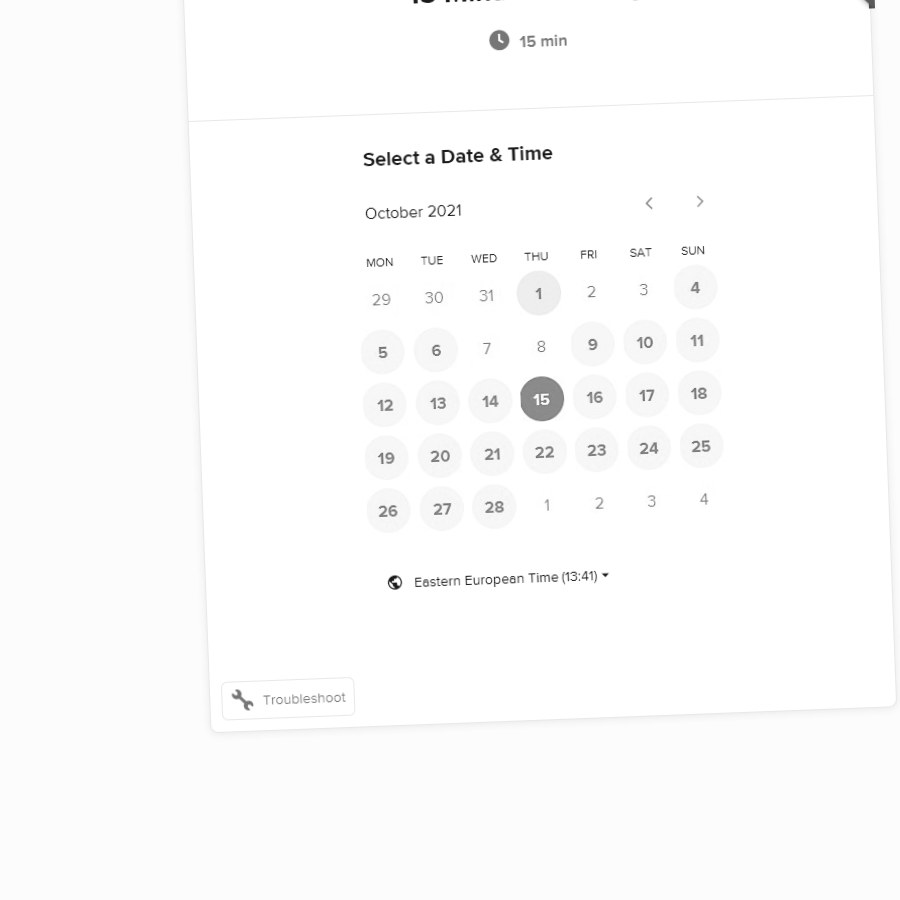 15 min
Select a Date & Time
October 2021
MON TUE WED THU FRI SAT SUN
29 30 31 1 2 3 4
5 6 7 8 9 10 11
12 13 14 15 16 17 18
19 20 21 22 23 24 25
26 27 28 1 2 3 4
Eastern European Time (13:41)
Troubleshoot